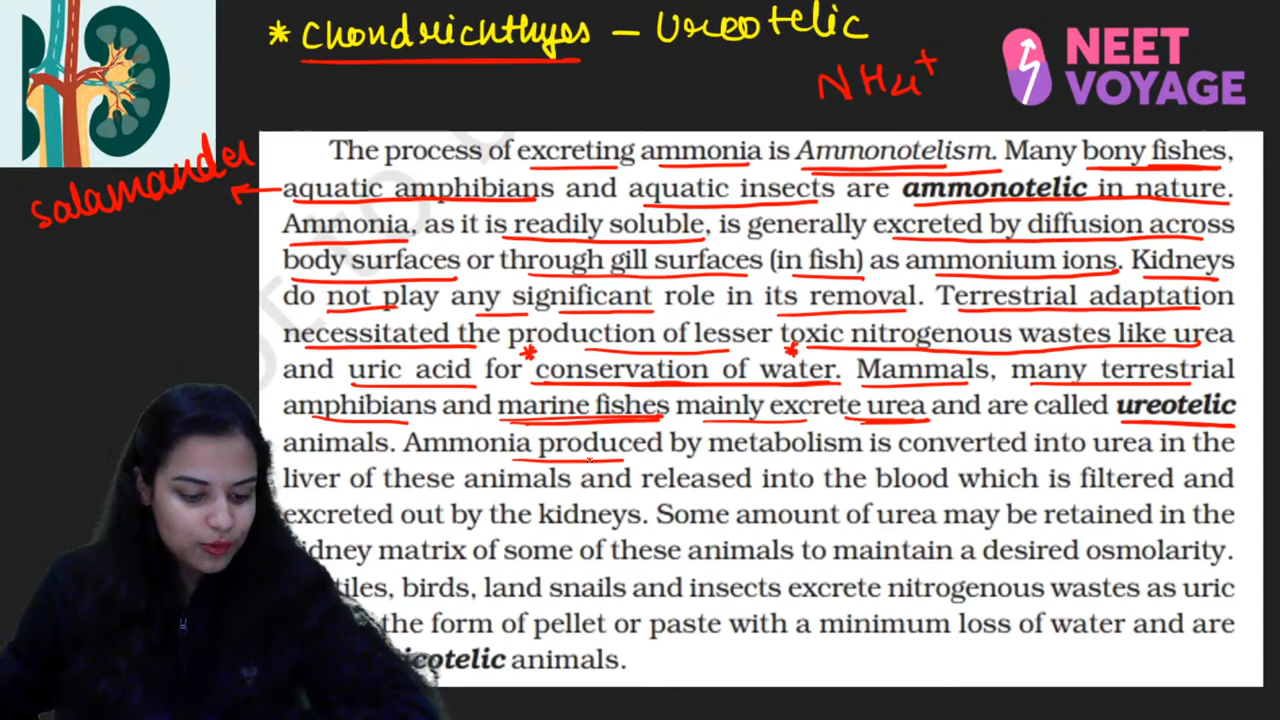 * Chondrichthyes – Ureotelic
NH4+
NEET
VOYAGE
salamander
The process of excreting ammonia is Ammonotelism. Many bony fishes,
aquatic amphibians and aquatic insects are ammonotelic in nature.
Ammonia, as it is readily soluble, is generally excreted by diffusion across
body surfaces or through gill surfaces (in fish) as ammonium ions. Kidneys
do not play any significant role in its removal. Terrestrial adaptation
necessitated the production of lesser toxic nitrogenous wastes like urea
and uric acid for conservation of water. Mammals, many terrestrial
amphibians and marine fishes mainly excrete urea and are called ureotelic
animals. Ammonia produced by metabolism is converted into urea in the
liver of these animals and released into the blood which is filtered and
excreted out by the kidneys. Some amount of urea may be retained in the
kidney matrix of some of these animals to maintain a desired osmolarity.
tiles, birds, land snails and insects excrete nitrogenous wastes as uric
the form of pellet or paste with a minimum loss of water and are
icotelic animals.